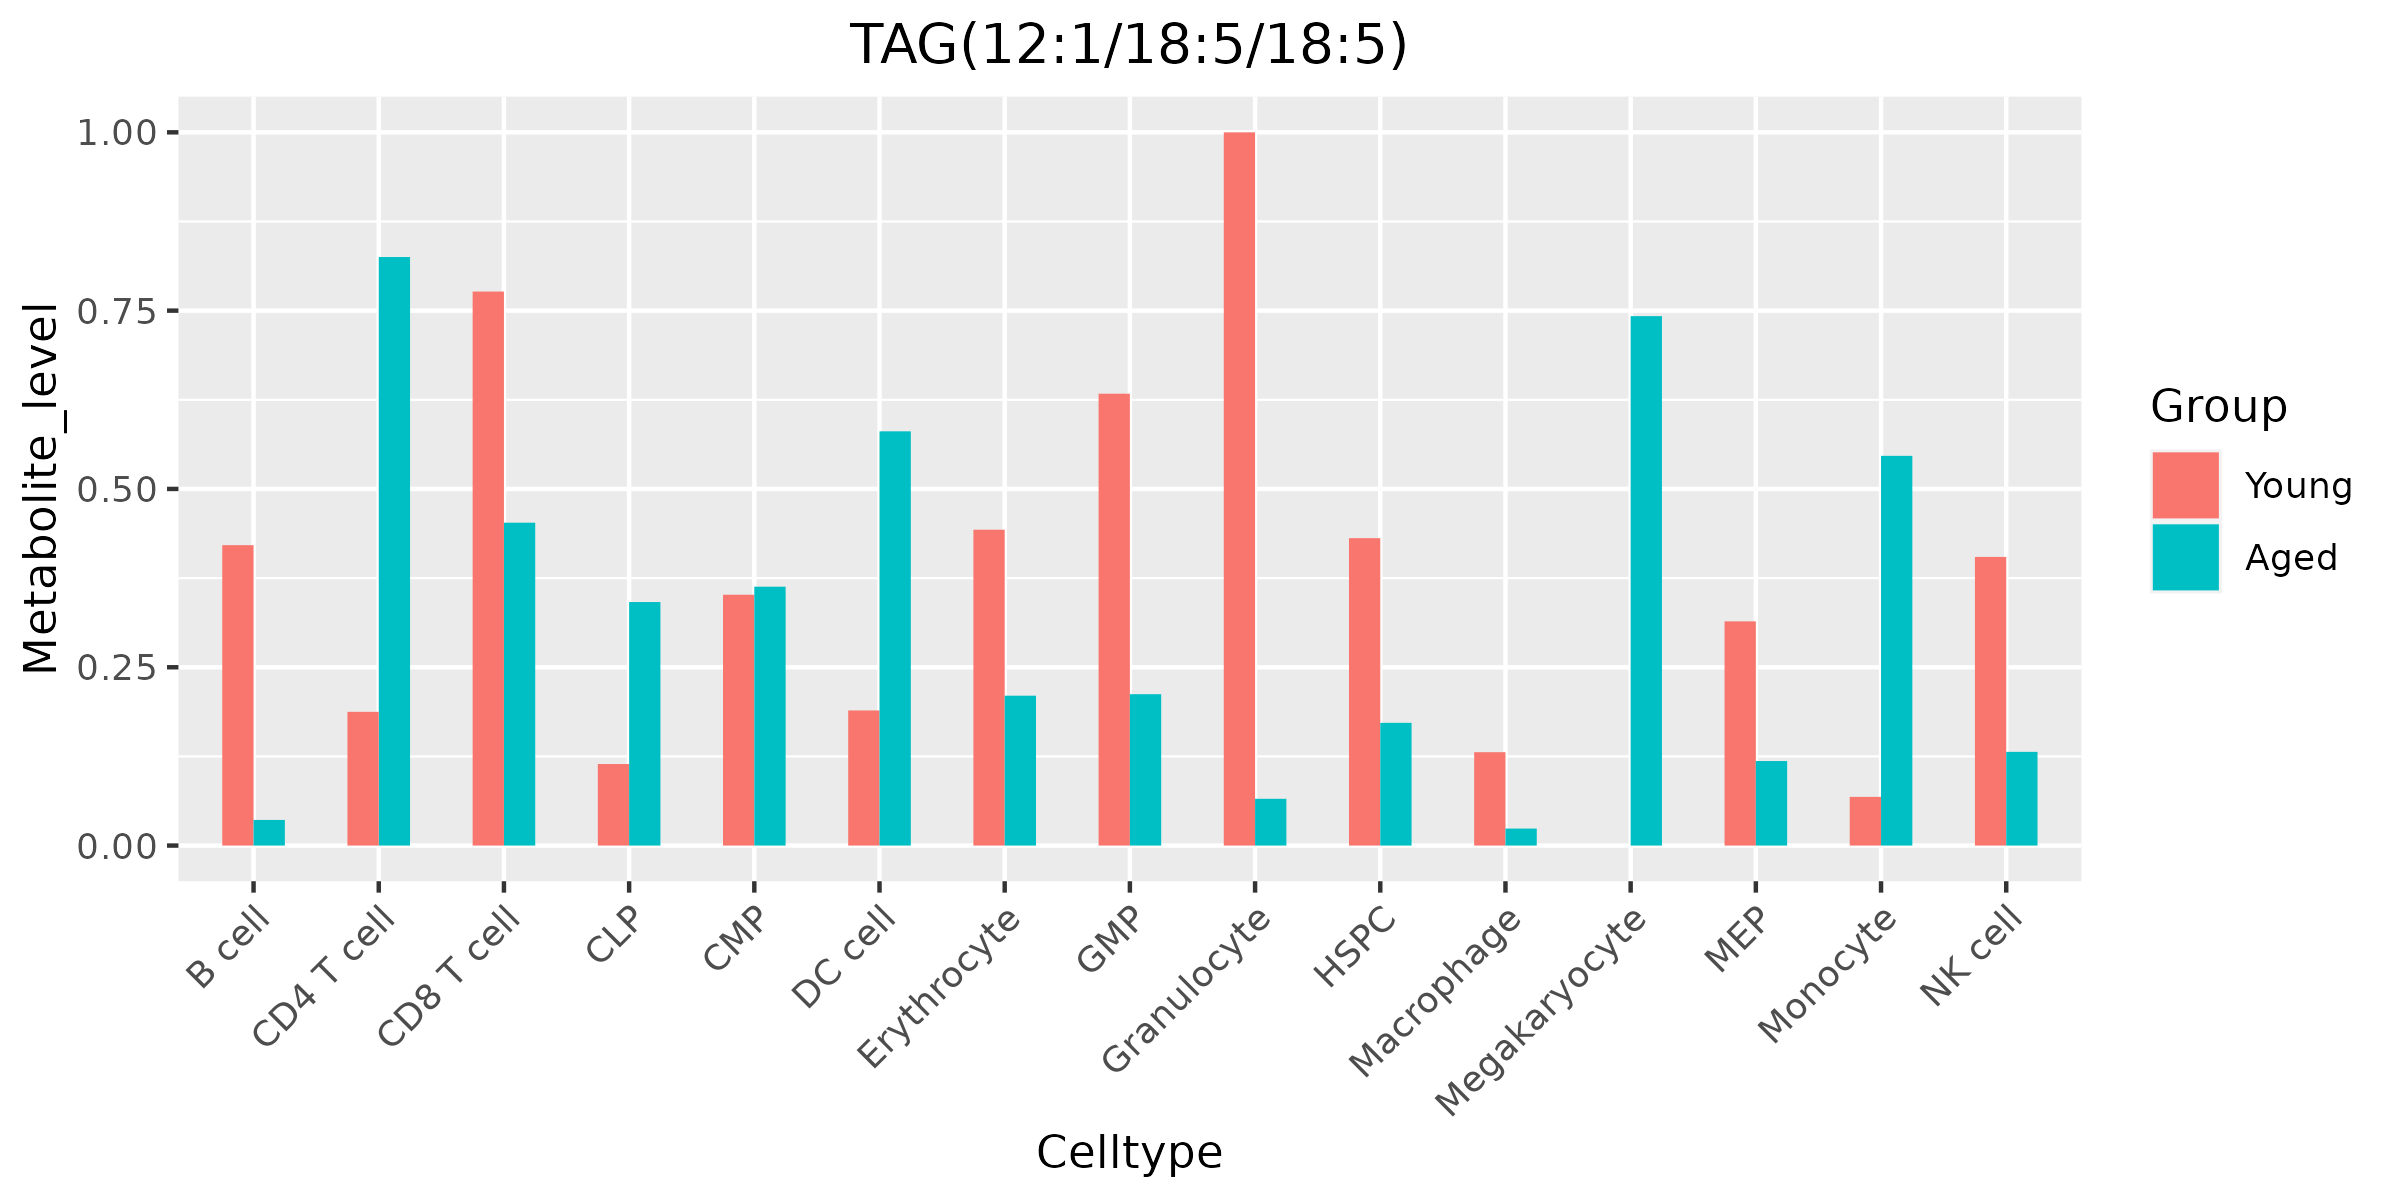 TAG(12:1/18:5/18:5)
Metabolite_level
1.00
0.75
0.50
0.25
0.00
B cell
CD4 T cell
CD8 T cell
CLP
CMP
DC cell
Erythrocyte
GMP
Granulocyte
HSPC
Macrophage
Megakaryocyte
MEP
Monocyte
NK cell
Celltype
Group
Young
Aged